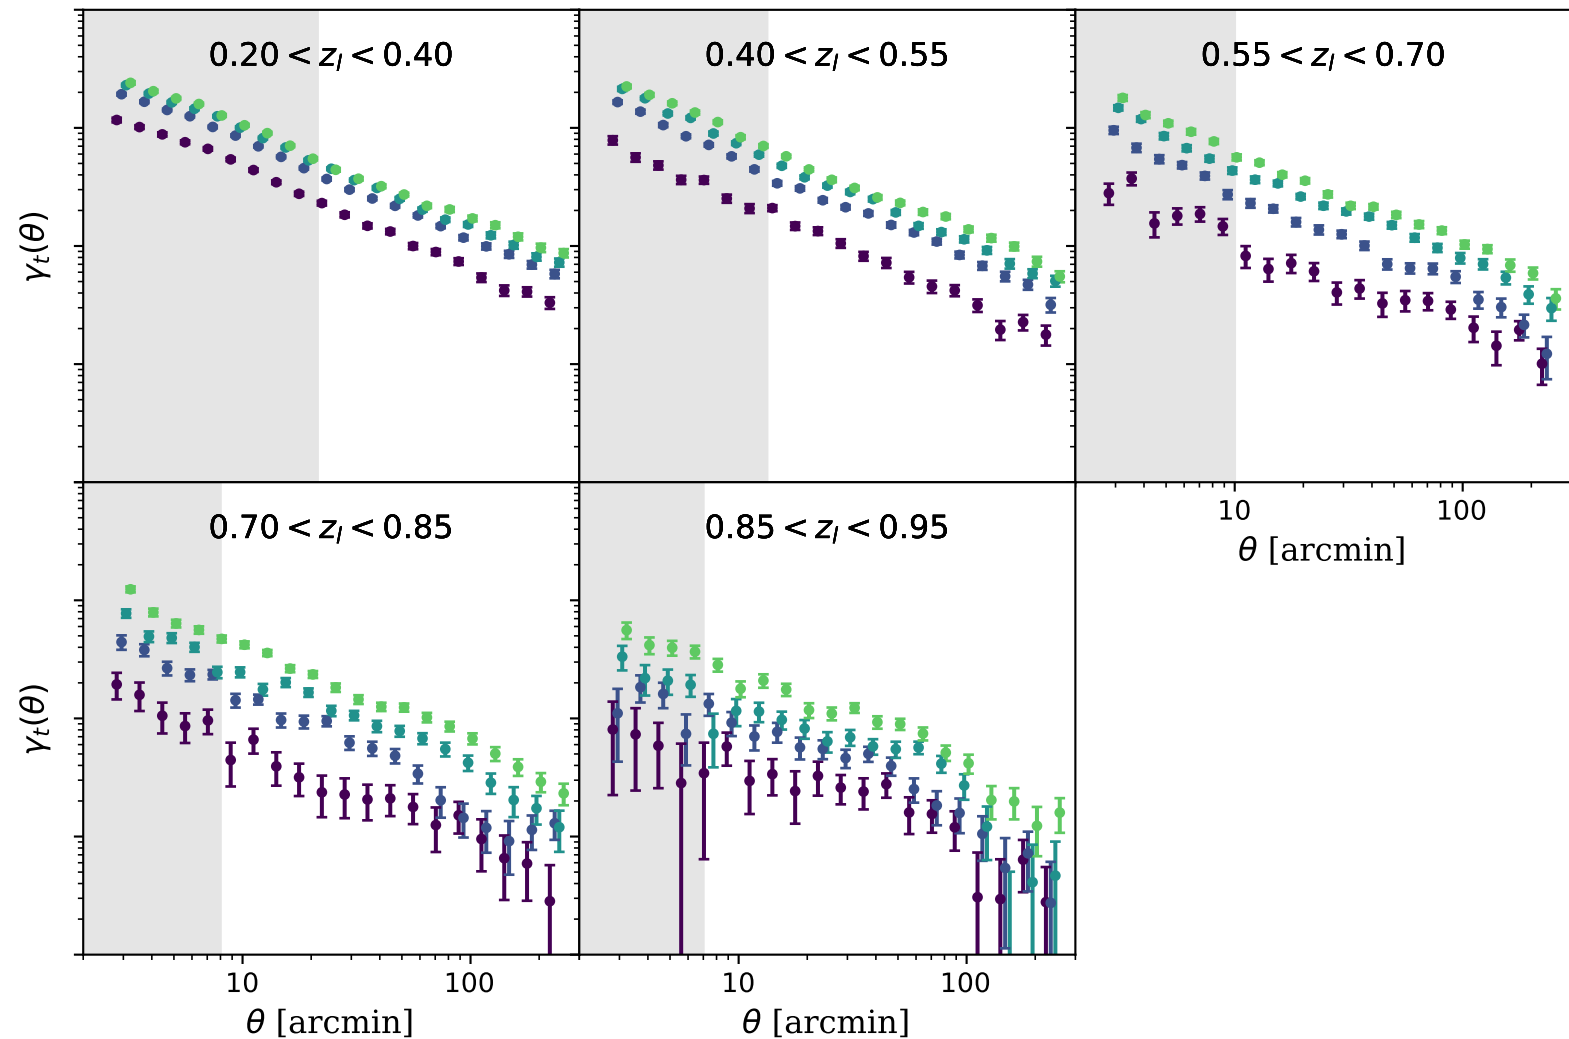 0.20 < z_l < 0.40
0.40 < z_l < 0.55
0.55 < z_l < 0.70
γ_t(θ)
10 100
θ [arcmin]
0.70 < z_l < 0.85
0.85 < z_l < 0.95
γ_t(θ)
10 100
10 100
θ [arcmin]
θ [arcmin]